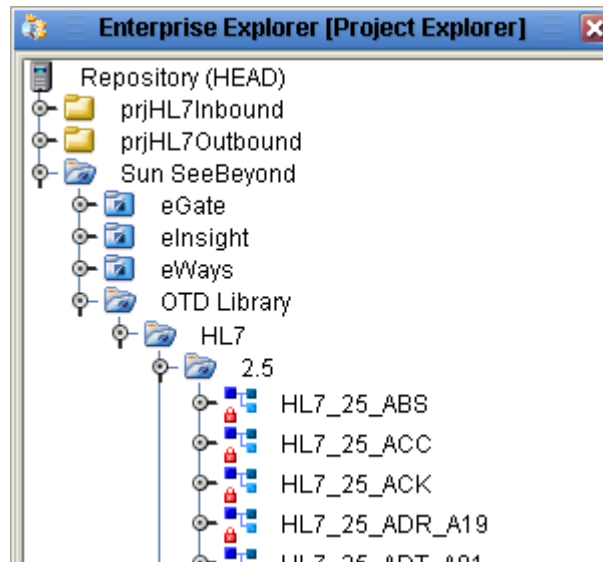 Enterprise Explorer [Project Explorer]
Repository (HEAD)
prjHL7Inbound
prjHL7Outbound
Sun SeeBeyond
eGate
eInsight
eWays
OTD Library
HL7
2.5
HL7_25_ABS
HL7_25_ACC
HL7_25_ACK
HL7_25_ADR_A19
HL7_25_ADT_A01